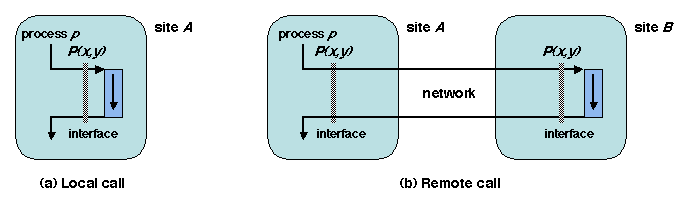 process p
site A
P(x,y)
interface
(a) Local call
process p
P(x,y)
site A
network
interface
P(x,y)
site B
interface
(b) Remote call